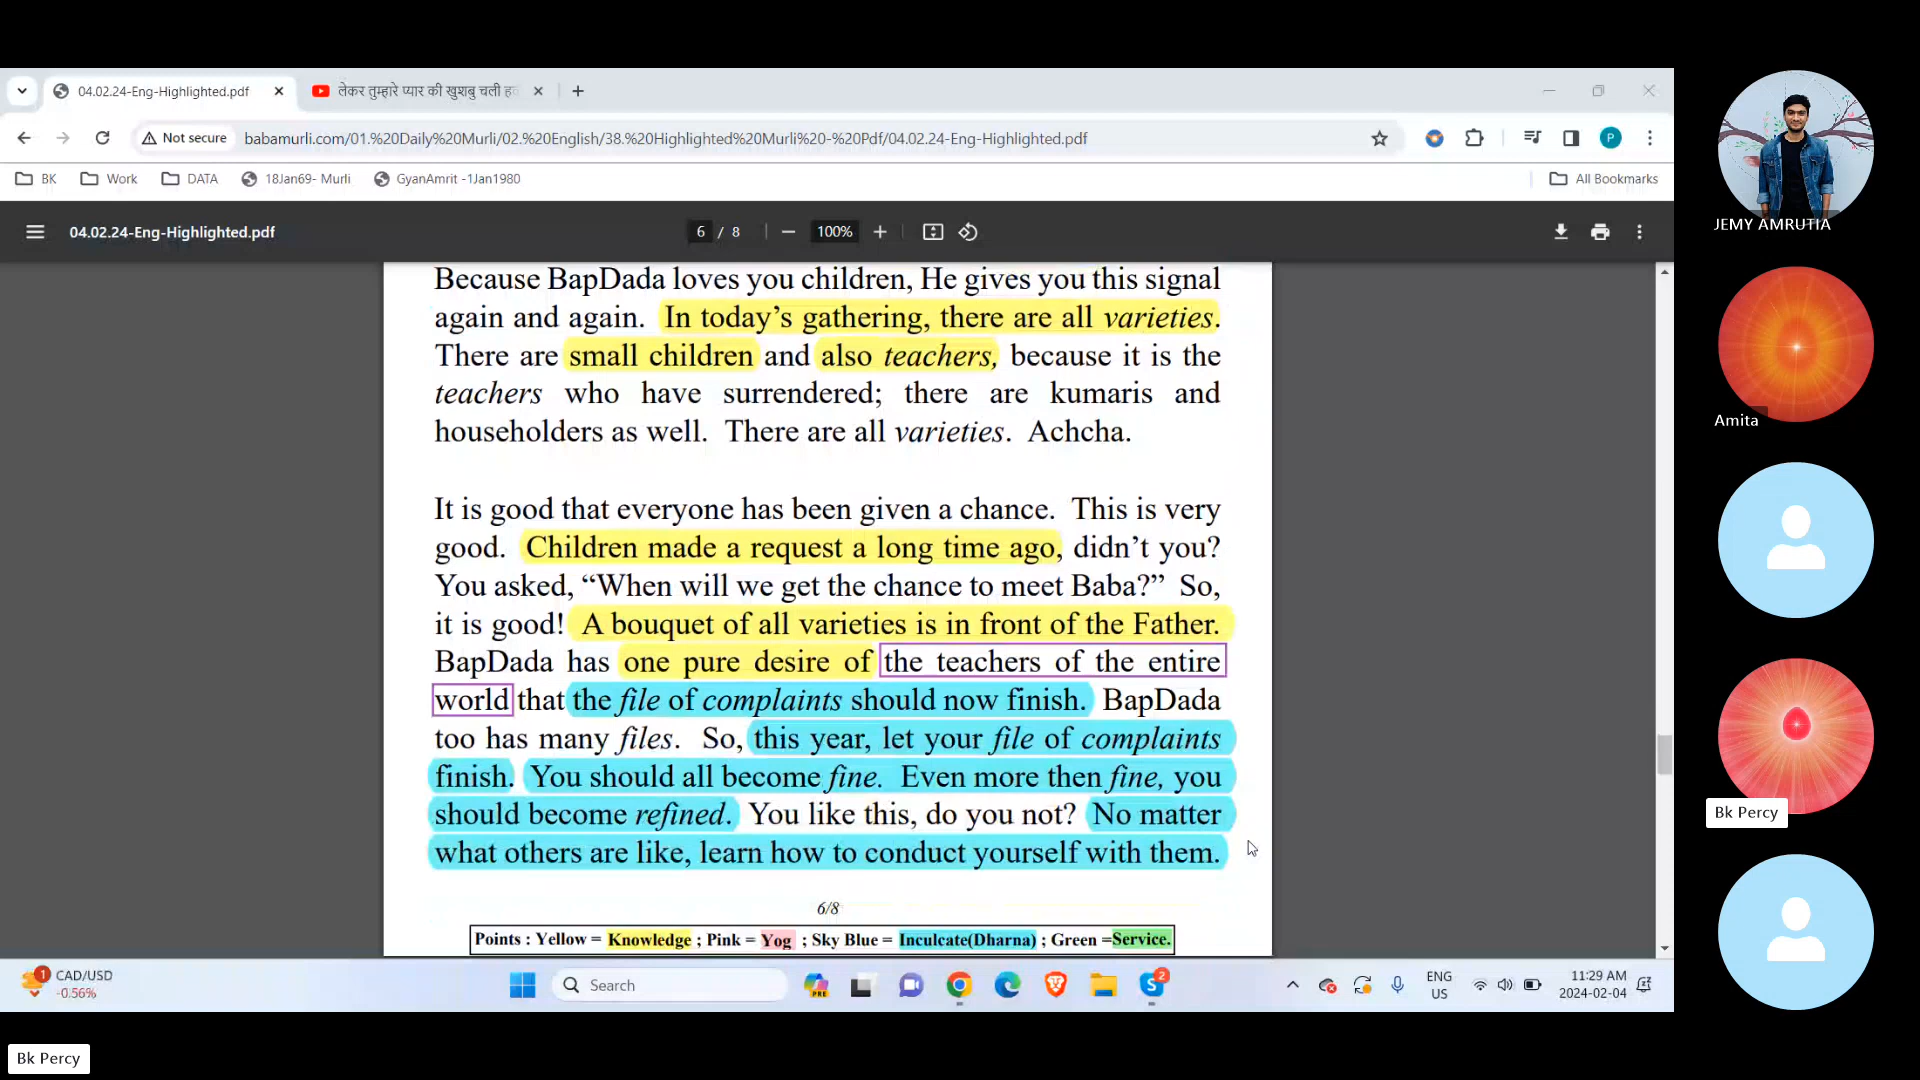 04.02.24-Eng-Highlighted.pdf
लेकर तुम्हारे प्यार की खुशबु चली ह
Not secure
babamurli.com/01.%20Daily%20Murli/02.%20English/38.%20Highlighted%20Murli%20-%20Pdf/04.02.24-Eng-Highlighted.pdf
P
BK
Work
DATA
18Jan69- Murli
GyanAmrit -1Jan1980
All Bookmarks
04.02.24-Eng-Highlighted.pdf
6 / 8
100%
Because BapDada loves you children, He gives you this signal
again and again. In today’s gathering, there are all varieties.
There are small children and also teachers, because it is the
teachers who have surrendered; there are kumaris and
householders as well. There are all varieties. Achcha.
It is good that everyone has been given a chance. This is very
good. Children made a request a long time ago, didn’t you?
You asked, “When will we get the chance to meet Baba?” So,
it is good! A bouquet of all varieties is in front of the Father.
BapDada has one pure desire of the teachers of the entire
world that the file of complaints should now finish. BapDada
too has many files. So, this year, let your file of complaints
finish. You should all become fine. Even more then fine, you
should become refined. You like this, do you not? No matter
what others are like, learn how to conduct yourself with them.
6/8
Points : Yellow = Knowledge ; Pink = Yog ; Sky Blue = Inculcate(Dharna) ; Green =Service.
JEMY AMRUTIA
Amita
Bk Percy
1
CAD/USD
-0.56%
Search
PRE
2
ENG
US
11:29 AM
2024-02-04
Bk Percy